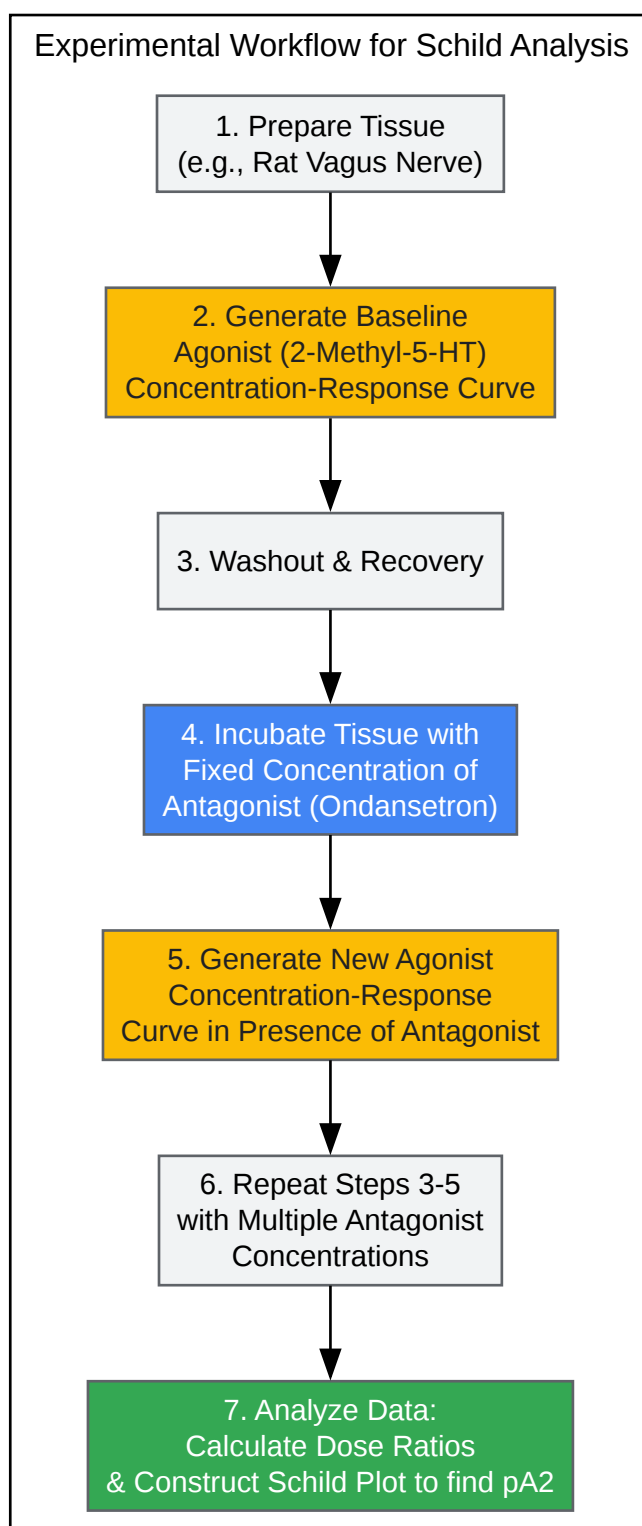 Experimental Workflow for Schild Analysis
1. Prepare Tissue
(e.g., Rat Vagus Nerve)
2. Generate Baseline
Agonist (2-Methyl-5-HT)
Concentration-Response Curve
3. Washout & Recovery
4. Incubate Tissue with
Fixed Concentration of
Antagonist (Ondansetron)
5. Generate New Agonist
Concentration-Response
Curve in Presence of Antagonist
6. Repeat Steps 3-5
with Multiple Antagonist
Concentrations
7. Analyze Data:
Calculate Dose Ratios
& Construct Schild Plot to find pA2